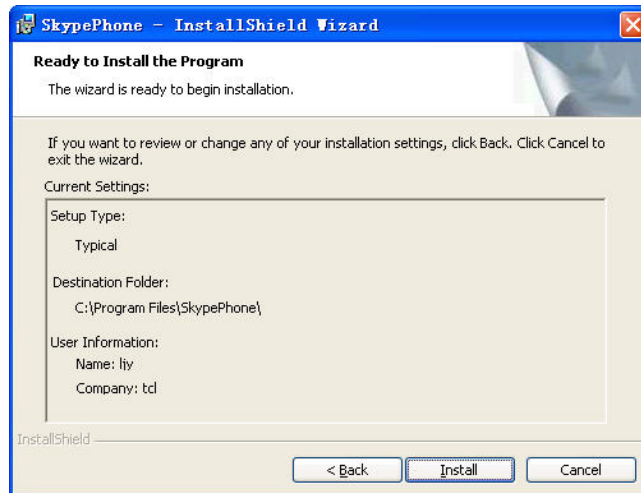 SkypePhone - InstallShield Wizard
Ready to Install the Program
The wizard is ready to begin installation.
If you want to review or change any of your installation settings, click Back. Click Cancel to
exit the wizard.
Current Settings:
Setup Type:
Typical
Destination Folder:
C:\Program Files\SkypePhone\
User Information:
Name: ljy
Company: tcl
InstallShield
< Back
Install
Cancel